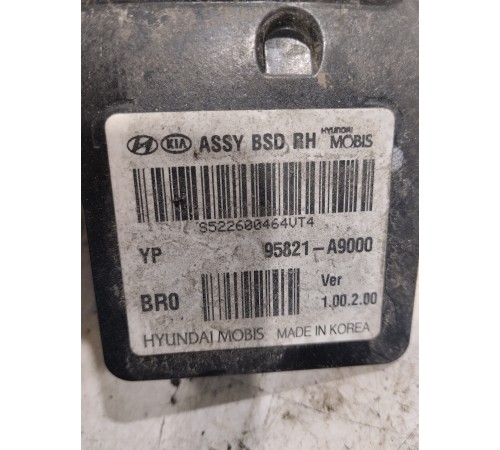 KIA ASSY BSD RH HYUNDAI MOBIS
S522600464VT4
YP 95821-A9000
BR0 Ver
1.00.2.00
HYUNDAI MOBIS MADE IN KOREA